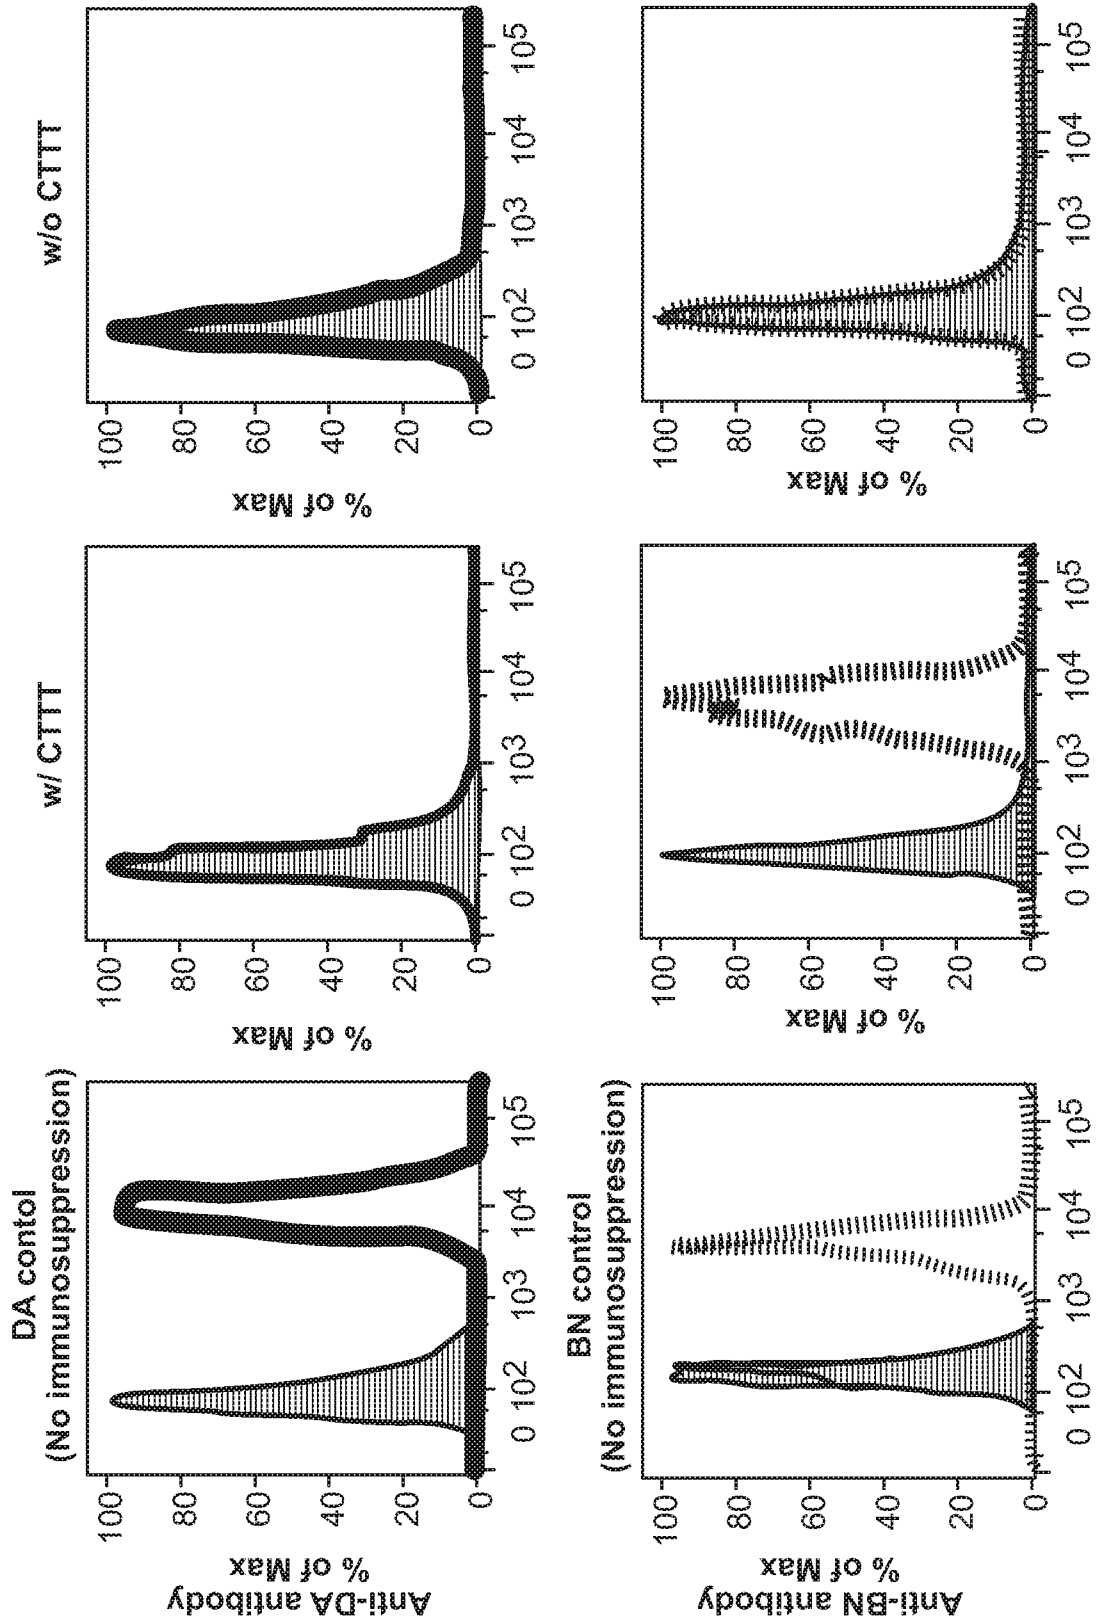 DA contol
(No immunosuppression)
w/ CTTT
w/o CTTT
Anti-DA antibody
% of Max
100
80
60
40
20
0
0 10² 10³ 10⁴ 10⁵
% of Max
100
80
60
40
20
0
0 10² 10³ 10⁴ 10⁵
% of Max
100
80
60
40
20
0
0 10² 10³ 10⁴ 10⁵
BN control
(No immunosuppression)
Anti-BN antibody
% of Max
100
80
60
40
20
0
0 10² 10³ 10⁴ 10⁵
% of Max
100
80
60
40
20
0
0 10² 10³ 10⁴ 10⁵
% of Max
100
80
60
40
20
0
0 10² 10³ 10⁴ 10⁵